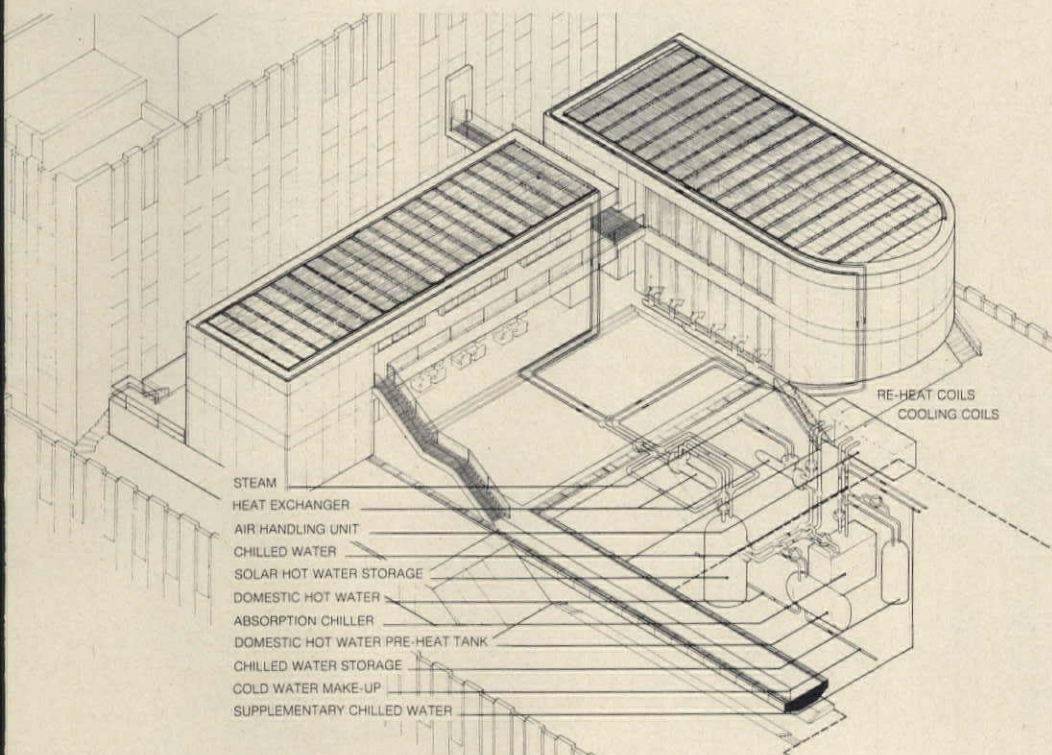 RE-HEAT COILS
COOLING COILS
STEAM
HEAT EXCHANGER
AIR HANDLING UNIT
CHILLED WATER
SOLAR HOT WATER STORAGE
DOMESTIC HOT WATER
ABSORPTION CHILLER
DOMESTIC HOT WATER PRE-HEAT TANK
CHILLED WATER STORAGE
COLD WATER MAKE-UP
SUPPLEMENTARY CHILLED WATER